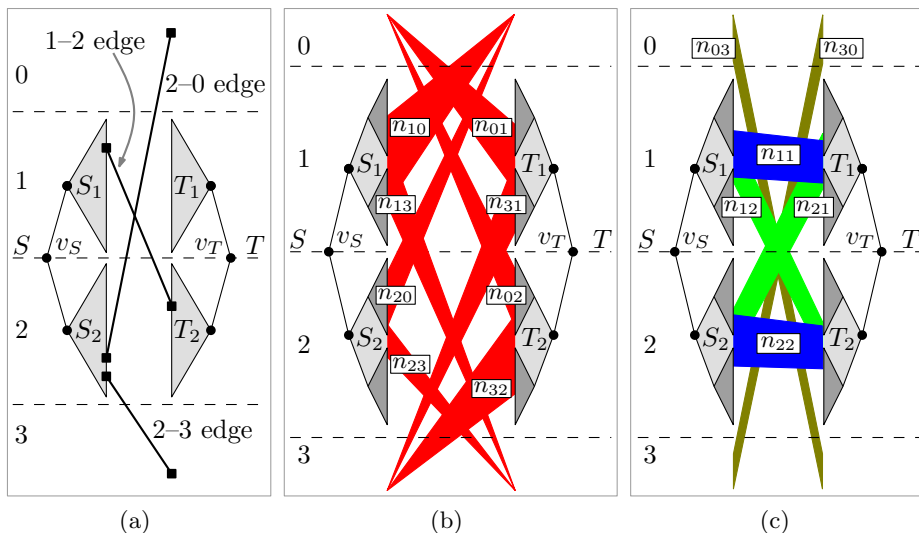 1–2 edge
0
2–0 edge
1
S1
T1
S
vS
vT
T
2
S2
T2
3
2–3 edge
(a)
0
n10
n01
1
S1
T1
n13
n31
S
vS
vT
T
n20
n02
2
S2
T2
n23
n32
3
(b)
0
n03
n30
1
n11
S1
T1
n12
n21
S
vS
vT
T
2
S2
n22
T2
3
(c)